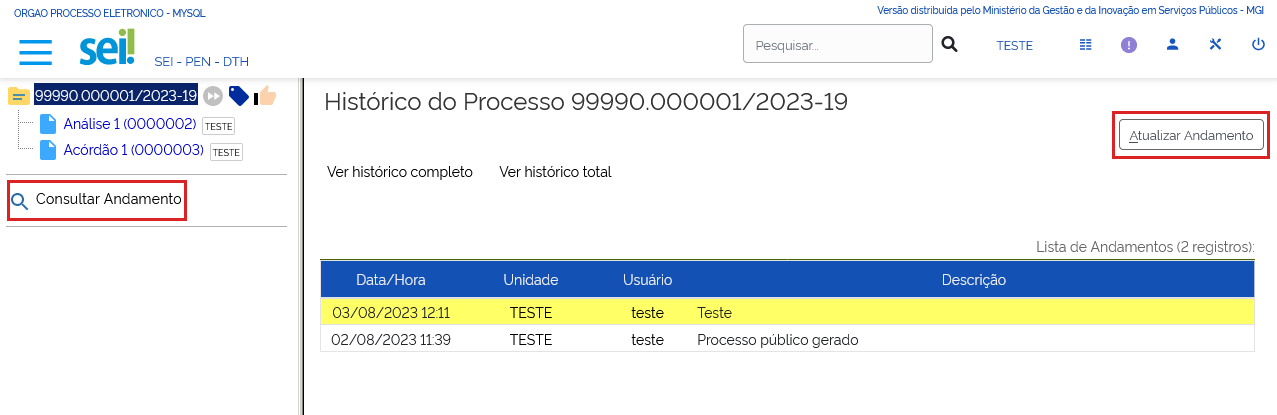 ORGAO PROCESSO ELETRONICO - MYSQL
Versão distribuída pelo Ministério da Gestão e da Inovação em Serviços Públicos - MGI
sei!
SEI - PEN - DTH
Pesquisar...
TESTE
99990.000001/2023-19
Análise 1 (0000002) TESTE
Acórdão 1 (0000003) TESTE
Consultar Andamento
Histórico do Processo 99990.000001/2023-19
Atualizar Andamento
Ver histórico completo Ver histórico total
Lista de Andamentos (2 registros):
Data/Hora Unidade Usuário Descrição
03/08/2023 12:11 TESTE teste Teste
02/08/2023 11:39 TESTE teste Processo público gerado